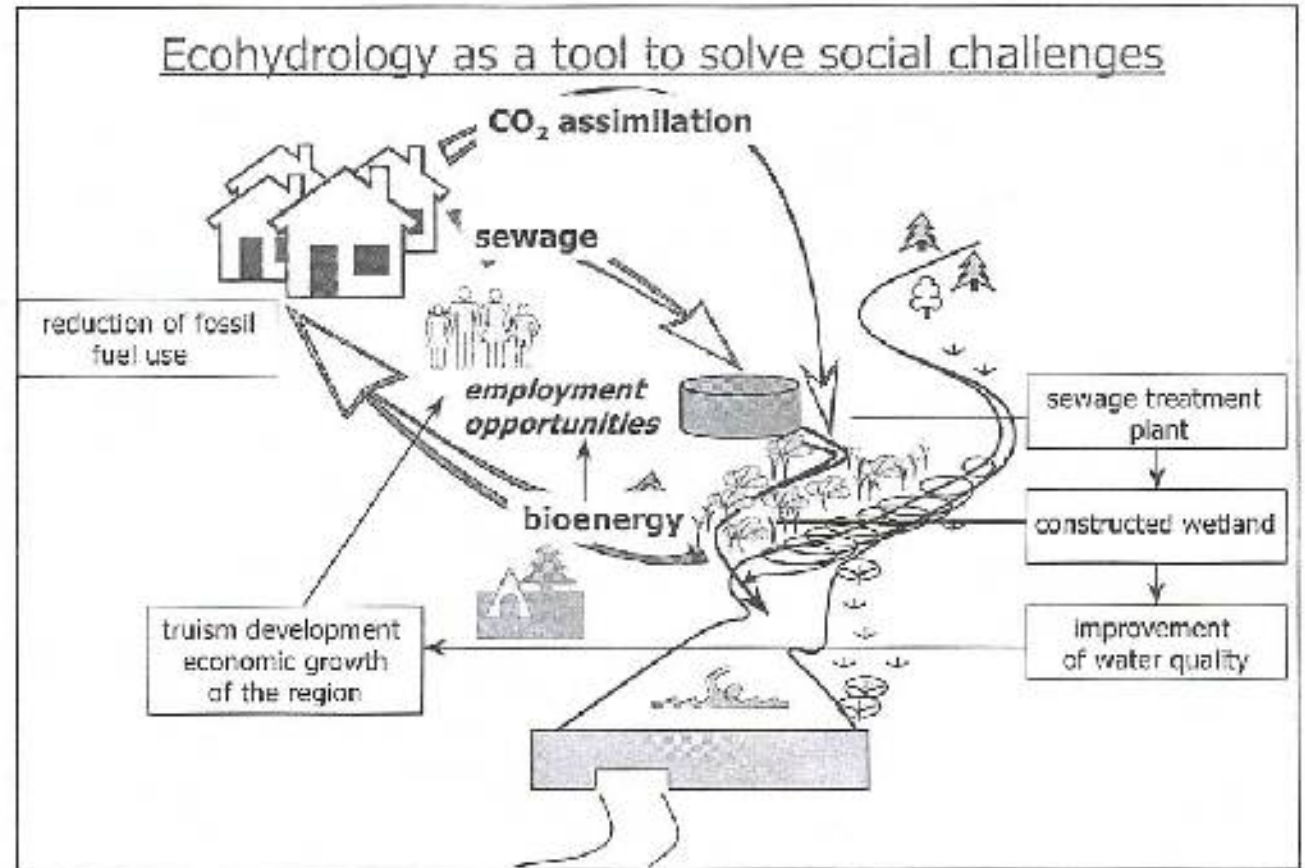 Ecohydrology as a tool to solve social challenges
CO₂ assimilation
sewage
reduction of fossil
fuel use
employment
opportunities
sewage treatment
plant
bioenergy
constructed wetland
truism development
economic growth
of the region
improvement
of water quality